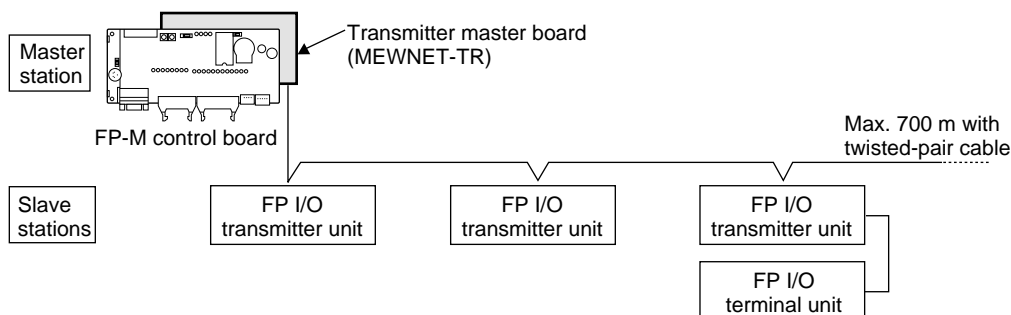 Master
station
Transmitter master board
(MEWNET-TR)
FP-M control board
Max. 700 m with
twisted-pair cable
Slave
stations
FP I/O
transmitter unit
FP I/O
transmitter unit
FP I/O
transmitter unit
FP I/O
terminal unit